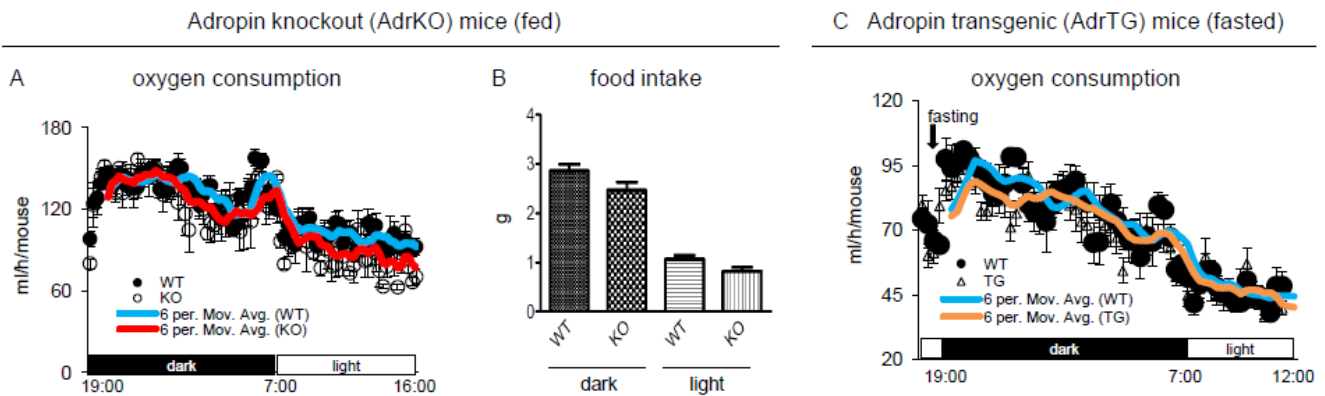 Adropin knockout (AdrKO) mice (fed)
A
oxygen consumption
ml/h/mouse
180
120
60
0
WT
KO
6 per. Mov. Avg. (WT)
6 per. Mov. Avg. (KO)
dark
light
19:00
7:00
16:00
B
food intake
g
4
3
2
1
0
WT
KO
WT
KO
dark
light
C Adropin transgenic (AdrTG) mice (fasted)
oxygen consumption
ml/h/mouse
120
95
70
45
20
fasting
WT
TG
6 per. Mov. Avg. (WT)
6 per. Mov. Avg. (TG)
dark
light
19:00
7:00
12:00